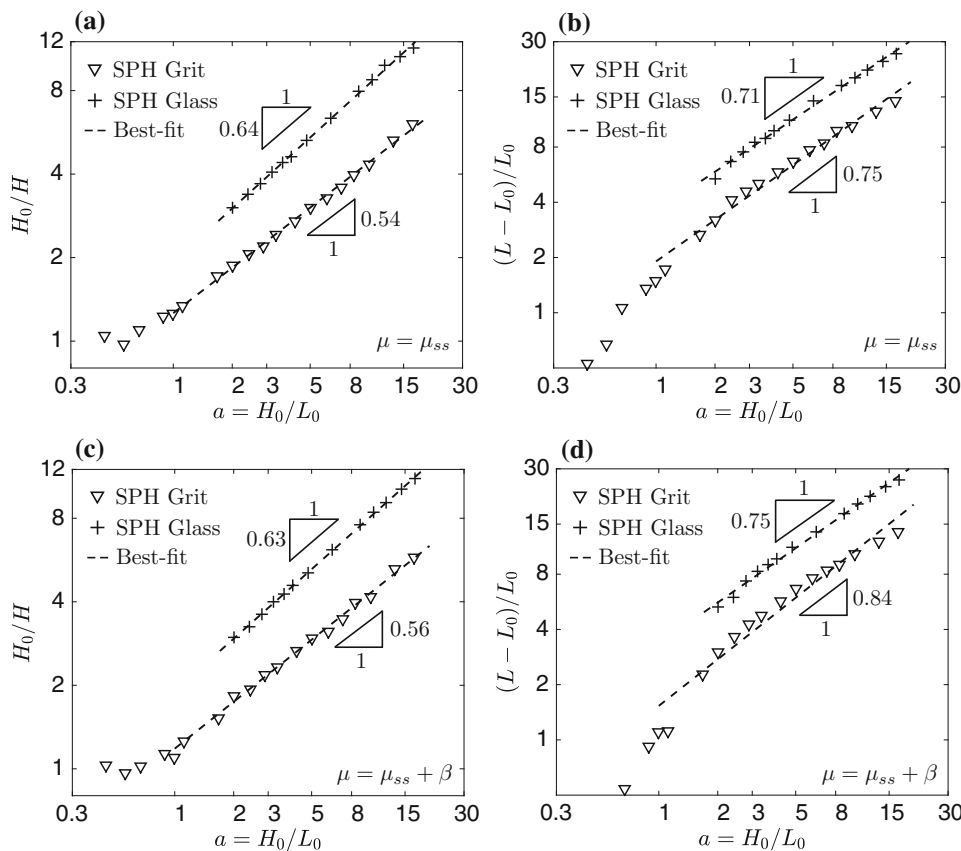 (a)
12
8
4
2
1
H₀/H
▽ SPH Grit
+ SPH Glass
-- Best-fit
1
0.64
0.54
1
μ = μss
0.3 1 2 3 5 8 15 30
a = H₀/L₀
(b)
30
15
8
4
2
1
(L − L₀)/L₀
▽ SPH Grit
+ SPH Glass
-- Best-fit
1
0.71
0.75
1
μ = μss
0.3 1 2 3 5 8 15 30
a = H₀/L₀
(c)
12
8
4
2
1
H₀/H
▽ SPH Grit
+ SPH Glass
-- Best-fit
1
0.63
0.56
1
μ = μss + β
0.3 1 2 3 5 8 15 30
a = H₀/L₀
(d)
30
15
8
4
2
1
(L − L₀)/L₀
▽ SPH Grit
+ SPH Glass
-- Best-fit
1
0.75
0.84
1
μ = μss + β
0.3 1 2 3 5 8 15 30
a = H₀/L₀